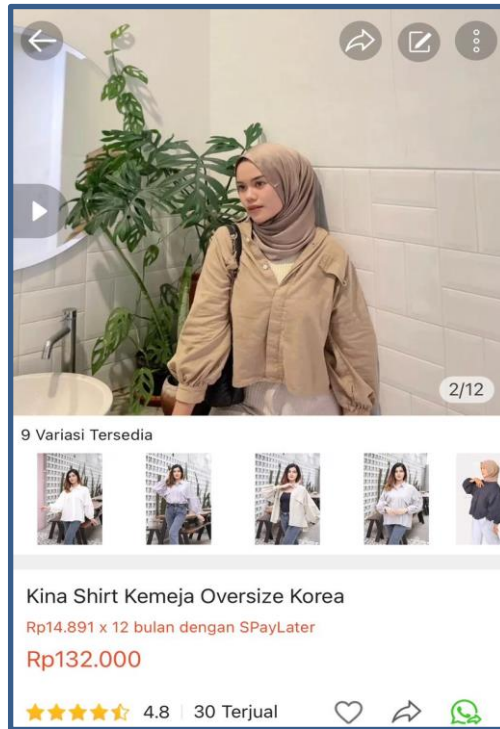 2/12
9 Variasi Tersedia
Kina Shirt Kemeja Oversize Korea
Rp14.891 x 12 bulan dengan SPayLater
Rp132.000
4.8 30 Terjual